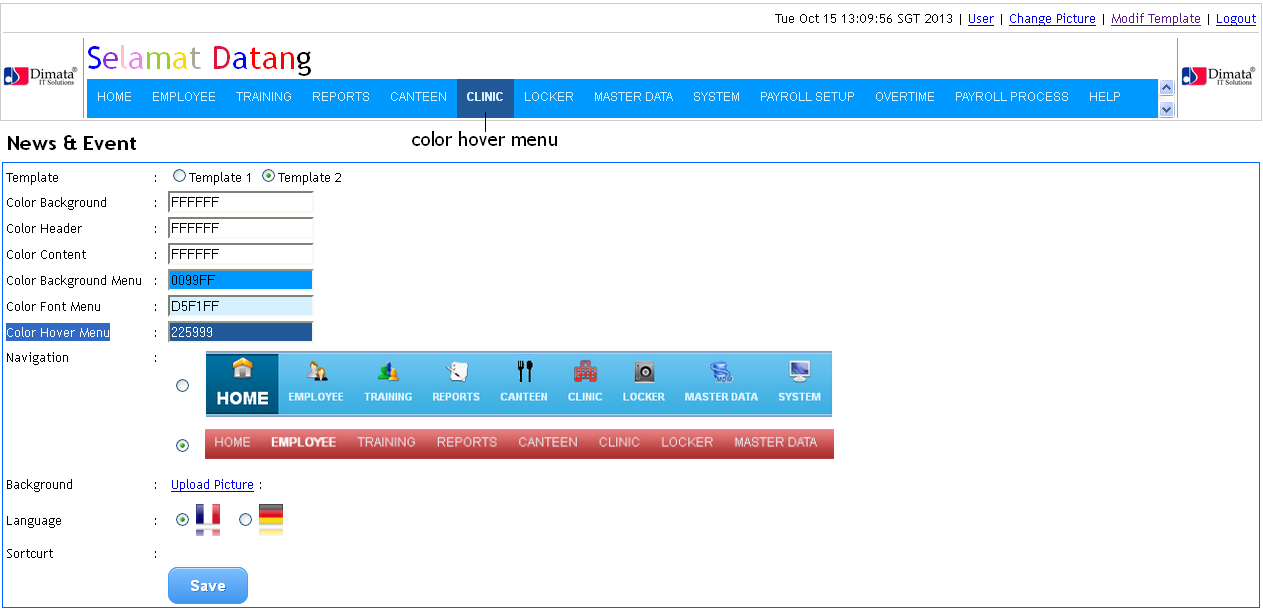 Tue Oct 15 13:09:56 SGT 2013 | User | Change Picture | Modif Template | Logout
Dimata® IT Solutions
Selamat Datang
Dimata® IT Solutions
HOME EMPLOYEE TRAINING REPORTS CANTEEN CLINIC LOCKER MASTER DATA SYSTEM PAYROLL SETUP OVERTIME PAYROLL PROCESS HELP
color hover menu
News & Event
Template : Template 1 Template 2
Color Background : FFFFFF
Color Header : FFFFFF
Color Content : FFFFFF
Color Background Menu : 0099FF
Color Font Menu : D5F1FF
Color Hover Menu : 225999
Navigation :
HOME EMPLOYEE TRAINING REPORTS CANTEEN CLINIC LOCKER MASTER DATA SYSTEM
HOME EMPLOYEE TRAINING REPORTS CANTEEN CLINIC LOCKER MASTER DATA
Background : Upload Picture :
Language :
Sortcurt :
Save